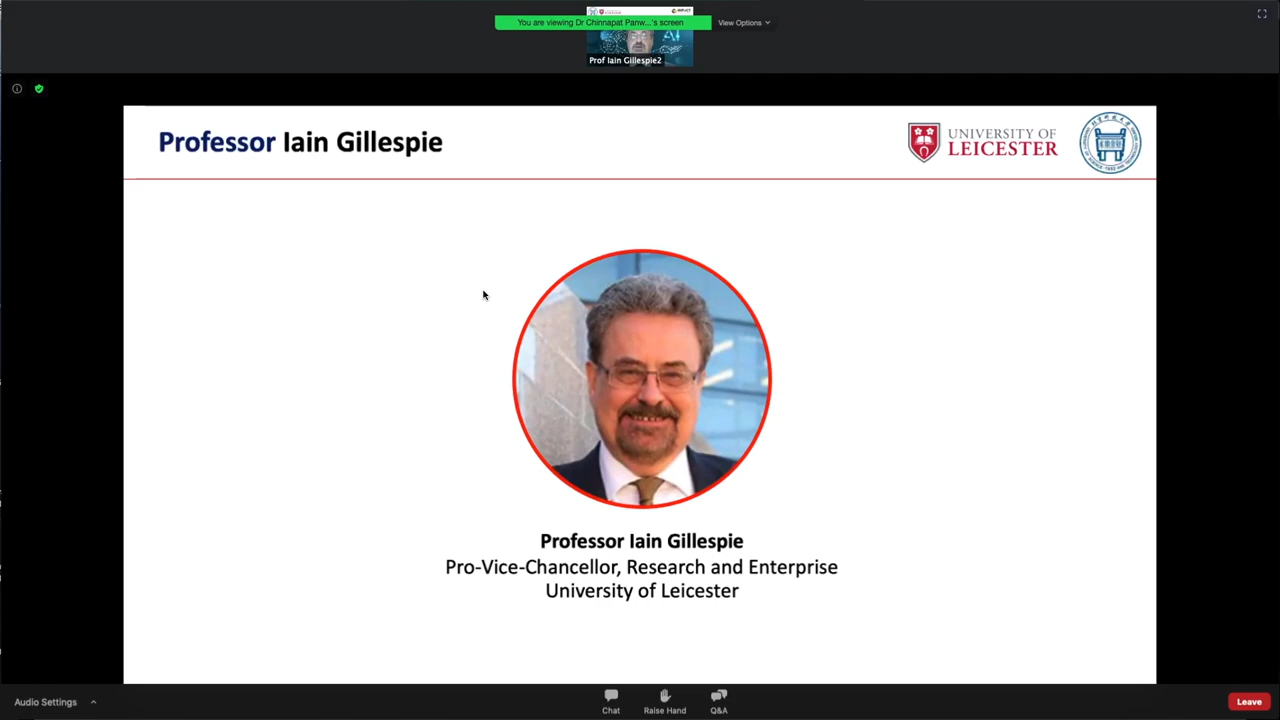 You are viewing Dr Chinnapat Panw...'s screen
View Options
AI
Prof Iain Gillespie2
Professor Iain Gillespie
UNIVERSITY OF
LEICESTER
Professor Iain Gillespie
Pro-Vice-Chancellor, Research and Enterprise
University of Leicester
Audio Settings
Chat
Raise Hand
Q&A
Leave